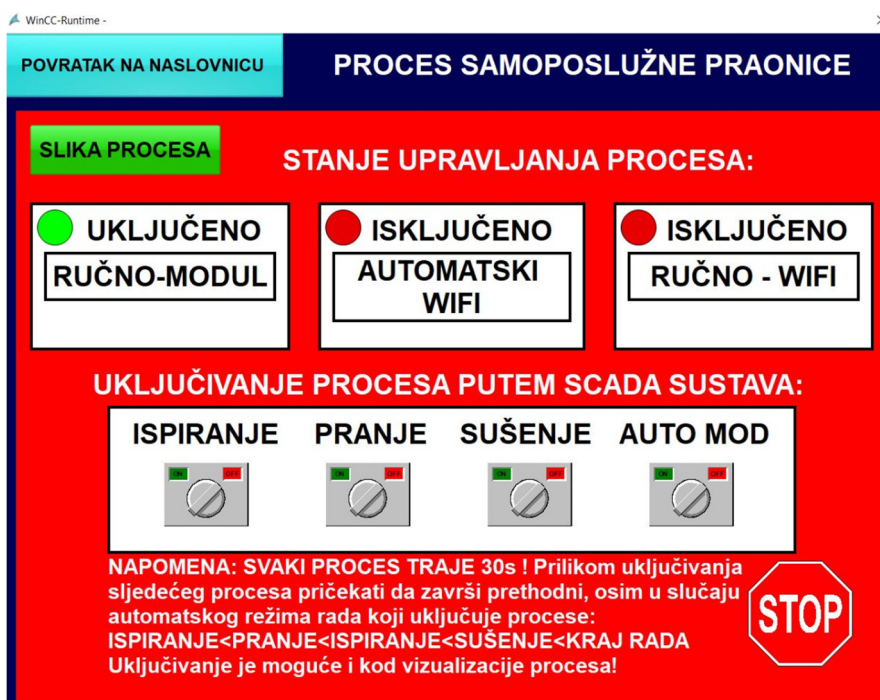 WinCC-Runtime -
POVRATAK NA NASLOVNICU
PROCES SAMOPOSLUŽNE PRAONICE
SLIKA PROCESA
STANJE UPRAVLJANJA PROCESA:
UKLJUČENO
RUČNO-MODUL
ISKLJUČENO
AUTOMATSKI
WIFI
ISKLJUČENO
RUČNO - WIFI
UKLJUČIVANJE PROCESA PUTEM SCADA SUSTAVA:
ISPIRANJE PRANJE SUŠENJE AUTO MOD
ON OFF ON OFF ON OFF ON OFF
NAPOMENA: SVAKI PROCES TRAJE 30s ! Prilikom uključivanja
sljedećeg procesa pričekati da završi prethodni, osim u slučaju
automatskog režima rada koji uključuje procese:
ISPIRANJE<PRANJE<ISPIRANJE<SUŠENJE<KRAJ RADA
Uključivanje je moguće i kod vizualizacije procesa!
STOP